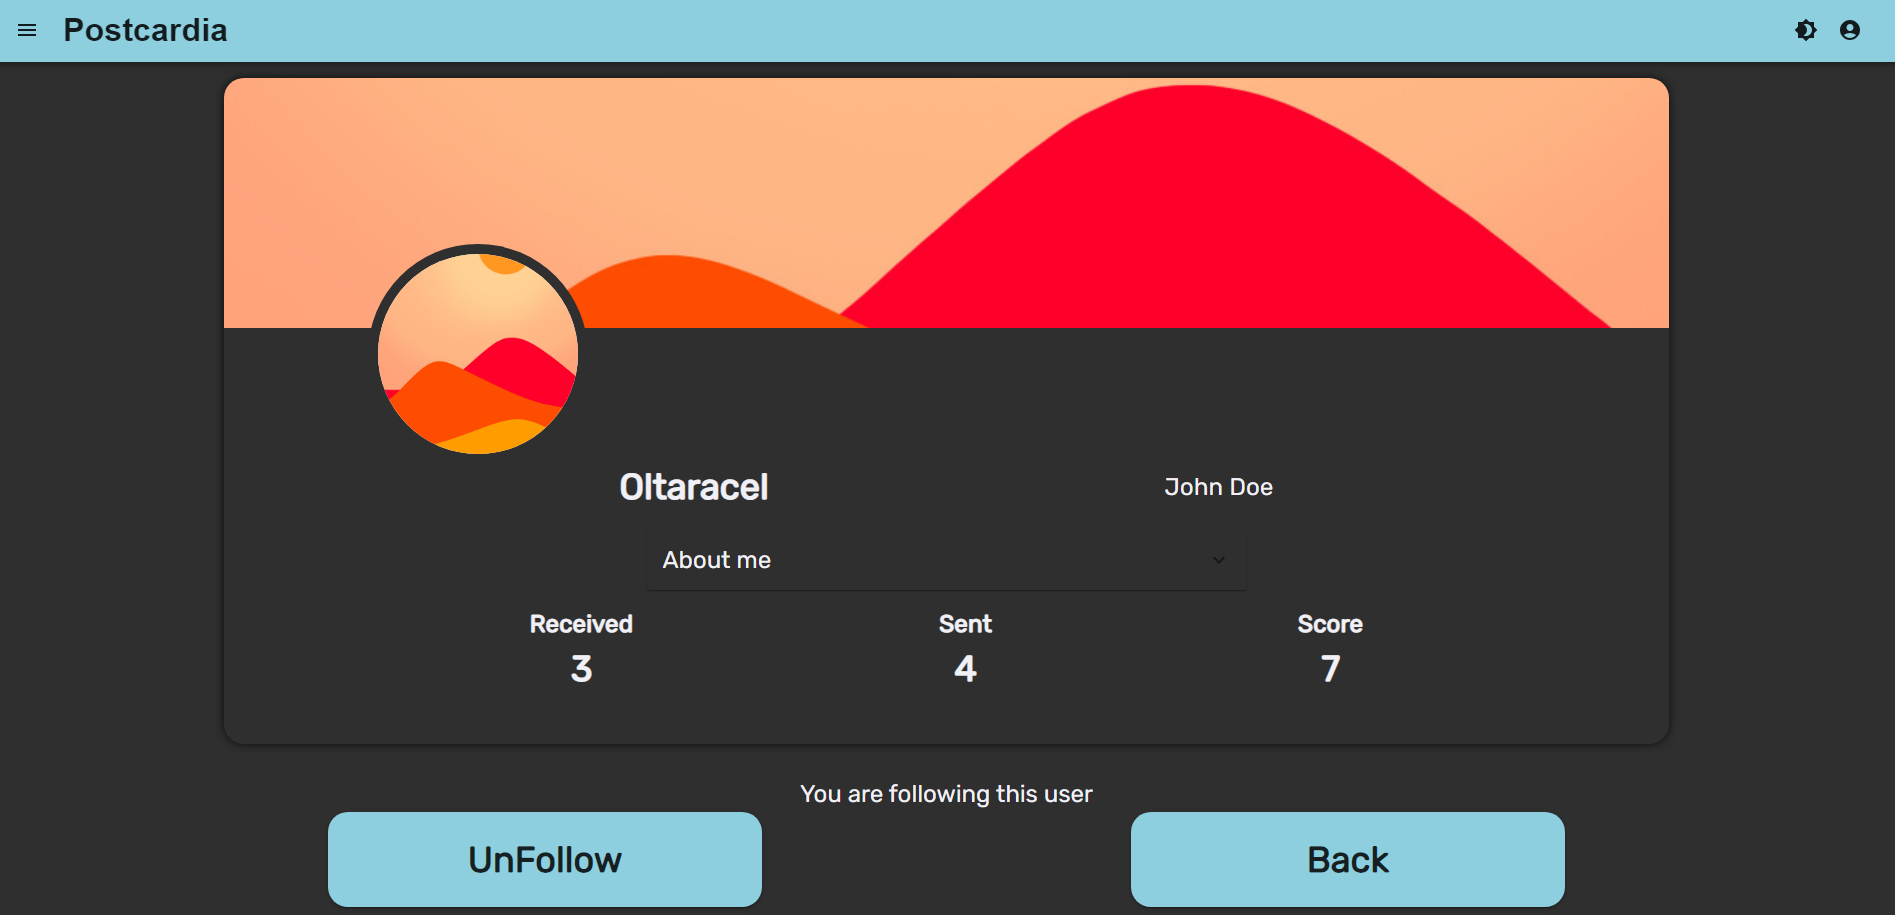 Postcardia
Oltaracel
John Doe
About me
Received
Sent
Score
3
4
7
You are following this user
UnFollow
Back